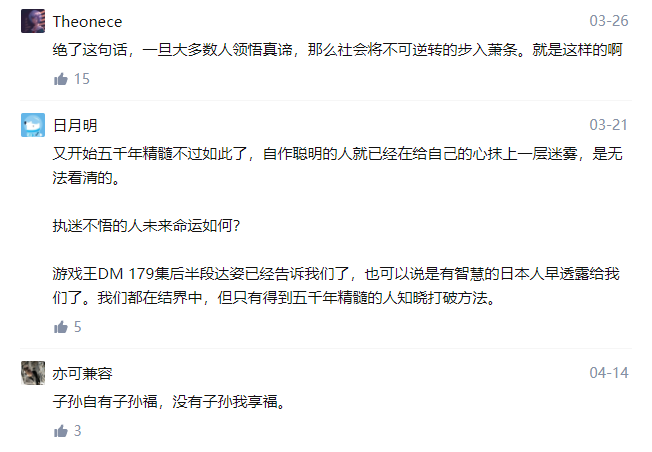 Theonece
03-26
绝了这句话，一旦大多数人领悟真谛，那么社会将不可逆转的步入萧条。就是这样的啊
15
日月明
03-21
又开始五千年精髓不过如此了，自作聪明的人就已经在给自己的心抹上一层迷雾，是无
法看清的。
执迷不悟的人未来命运如何？
游戏王DM 179集后半段达姿已经告诉我们了，也可以说是有智慧的日本人早透露给我
们了。我们都在结界中，但只有得到五千年精髓的人知晓打破方法。
5
亦可兼容
04-14
子孙自有子孙福，没有子孙我享福。
3